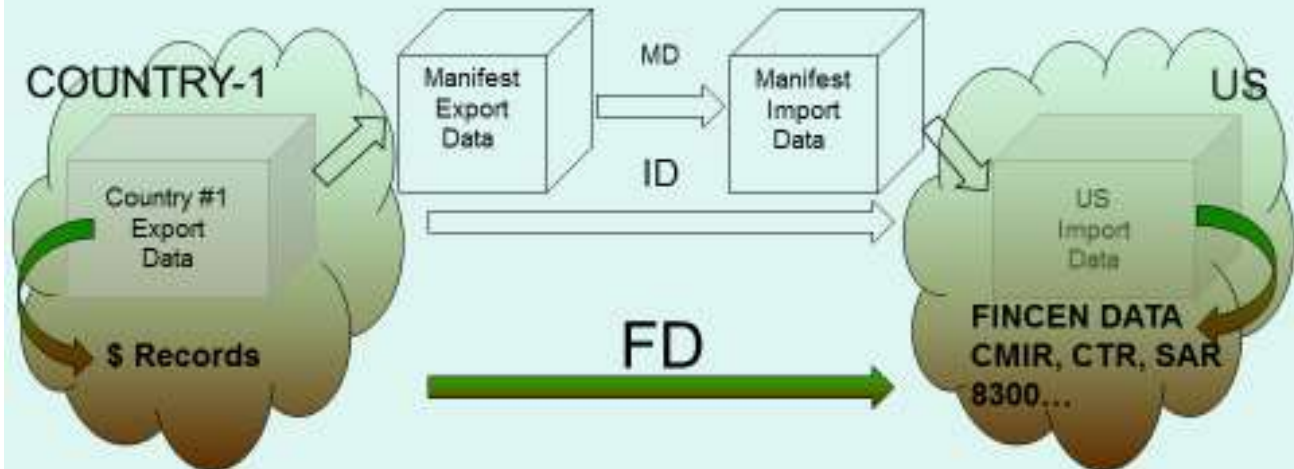 COUNTRY-1
Manifest
Export
Data
MD
Manifest
Import
Data
US
ID
Country #1
Export
Data
US
Import
Data
$ Records
FD
FINCEN DATA
CMIR, CTR, SAR
8300...